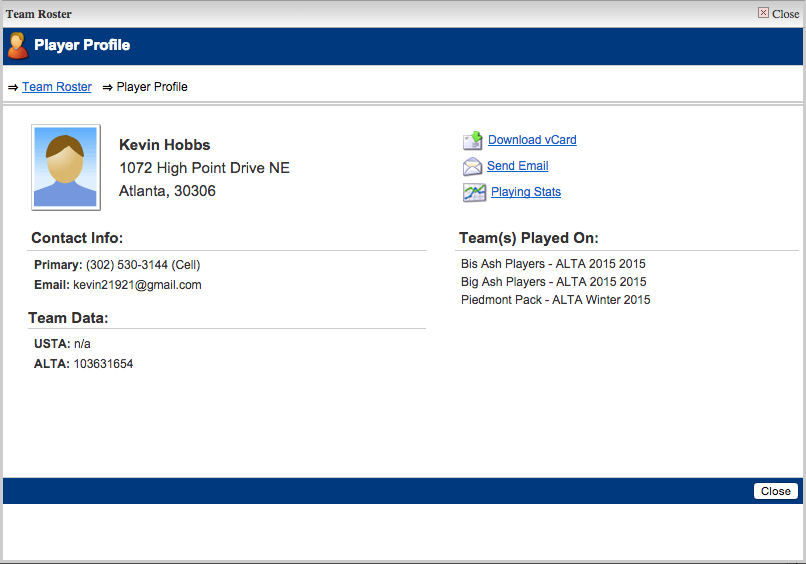 Team Roster
Close
Player Profile
⇒ Team Roster ⇒ Player Profile
Kevin Hobbs
1072 High Point Drive NE
Atlanta, 30306
Download vCard
Send Email
Playing Stats
Contact Info:
Primary: (302) 530-3144 (Cell)
Email: kevin21921@gmail.com
Team Data:
USTA: n/a
ALTA: 103631654
Team(s) Played On:
Bis Ash Players - ALTA 2015 2015
Big Ash Players - ALTA 2015 2015
Piedmont Pack - ALTA Winter 2015
Close